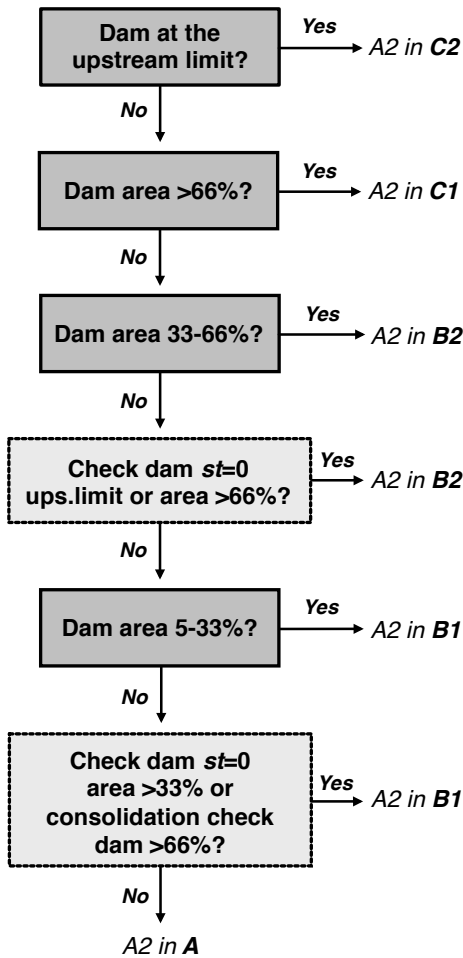 Dam at the
upstream limit?
Yes
A2 in C2
No
Dam area >66%?
Yes
A2 in C1
No
Dam area 33-66%?
Yes
A2 in B2
No
Check dam st=0
ups.limit or area >66%?
Yes
A2 in B2
No
Dam area 5-33%?
Yes
A2 in B1
No
Check dam st=0
area >33% or
consolidation check
dam >66%?
Yes
A2 in B1
No
A2 in A